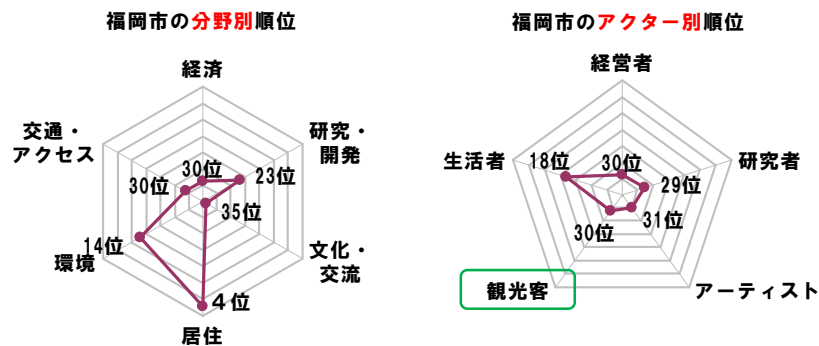 福岡市の分野別順位
経済
研究・
開発
文化・
交流
居住
環境
交通・
アクセス
30位
23位
35位
4位
14位
30位
福岡市のアクター別順位
経営者
研究者
アーティスト
観光客
生活者
30位
29位
31位
30位
18位